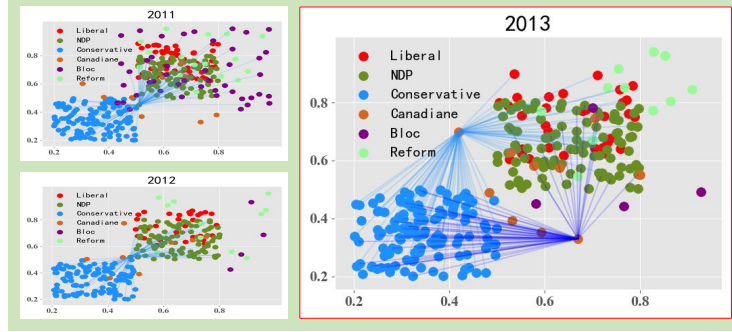 2011
Liberal
NDP
Conservative
Canadiane
Bloc
Reform
0.8
0.6
0.4
0.2
0.2 0.4 0.6 0.8
2012
Liberal
NDP
Conservative
Canadiane
Bloc
Reform
0.8
0.6
0.4
0.2
0.2 0.4 0.6 0.8
2013
Liberal
NDP
Conservative
Canadiane
Bloc
Reform
0.8
0.6
0.4
0.2
0.2 0.4 0.6 0.8